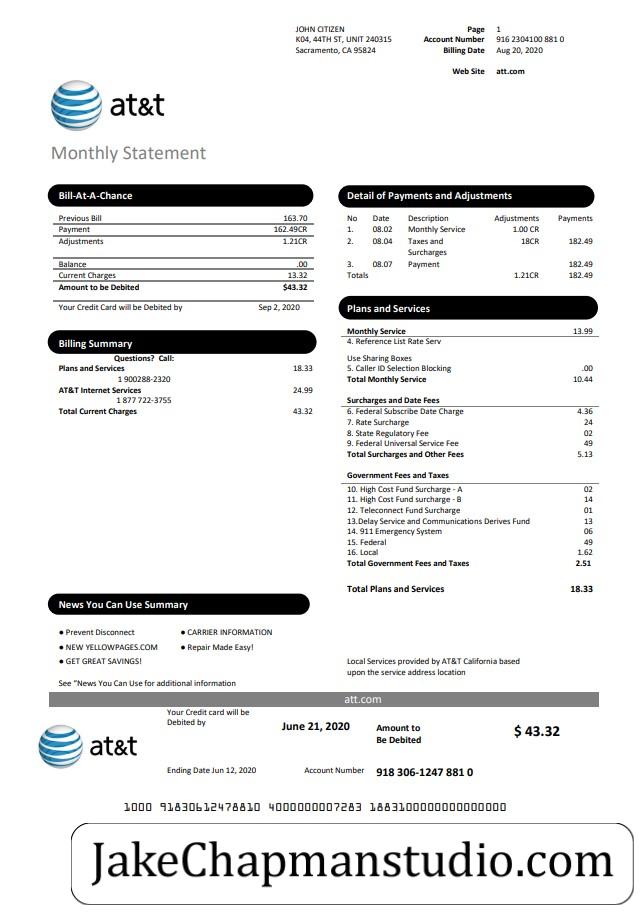 JOHN CITIZEN
K04, 44TH ST, UNIT 240315
Sacramento, CA 95824
Page 1
Account Number 916 2304100 881 0
Billing Date Aug 20, 2020
Web Site att.com
at&t
Monthly Statement
Bill-At-A-Chance
Previous Bill 163.70
Payment 162.49CR
Adjustments 1.21CR
Balance .00
Current Charges 13.32
Amount to be Debited $43.32
Your Credit Card will be Debited by Sep 2, 2020
Billing Summary
Questions? Call:
Plans and Services 18.33
1 900288-2320
AT&T Internet Services 24.99
1 877 722-3755
Total Current Charges 43.32
Detail of Payments and Adjustments
No Date Description Adjustments Payments
1. 08.02 Monthly Service 1.00 CR
2. 08.04 Taxes and 18CR 182.49
Surcharges
3. 08.07 Payment 182.49
Totals 1.21CR 182.49
Plans and Services
Monthly Service 13.99
4. Reference List Rate Serv
Use Sharing Boxes
5. Caller ID Selection Blocking .00
Total Monthly Service 10.44
Surcharges and Date Fees
6. Federal Subscribe Date Charge 4.36
7. Rate Surcharge 24
8. State Regulatory Fee 02
9. Federal Universal Service Fee 49
Total Surcharges and Other Fees 5.13
Government Fees and Taxes
10. High Cost Fund Surcharge - A 02
11. High Cost Fund surcharge - B 14
12. Teleconnect Fund Surcharge 01
13.Delay Service and Communications Derives Fund 13
14. 911 Emergency System 06
15. Federal 49
16. Local 1.62
Total Government Fees and Taxes 2.51
Total Plans and Services 18.33
News You Can Use Summary
● Prevent Disconnect ● CARRIER INFORMATION
● NEW YELLOWPAGES.COM ● Repair Made Easy!
● GET GREAT SAVINGS!
See "News You Can Use for additional information
Local Services provided by AT&T California based
upon the service address location
att.com
at&t
Your Credit card will be
Debited by
June 21, 2020
Amount to
Be Debited
$ 43.32
Ending Date Jun 12, 2020 Account Number 918 306-1247 881 0
1000 91830612478810 4000000007283 1883100000000000000
JakeChapmanstudio.com